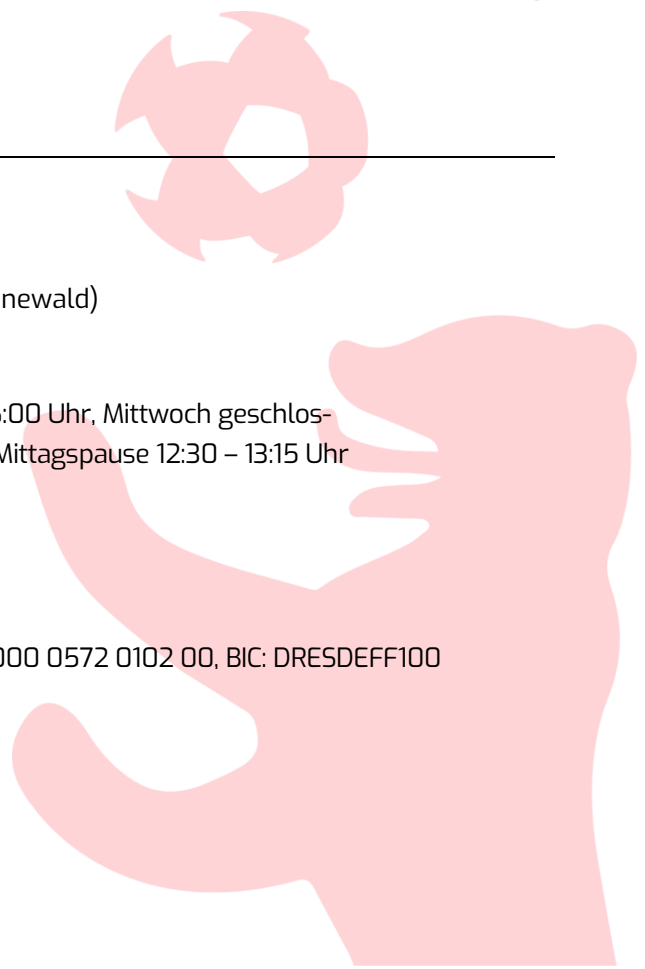 newald)
:00 Uhr, Mittwoch geschlos-
Mittagspause 12:30 – 13:15 Uhr
000 0572 0102 00, BIC: DRESDEFF100